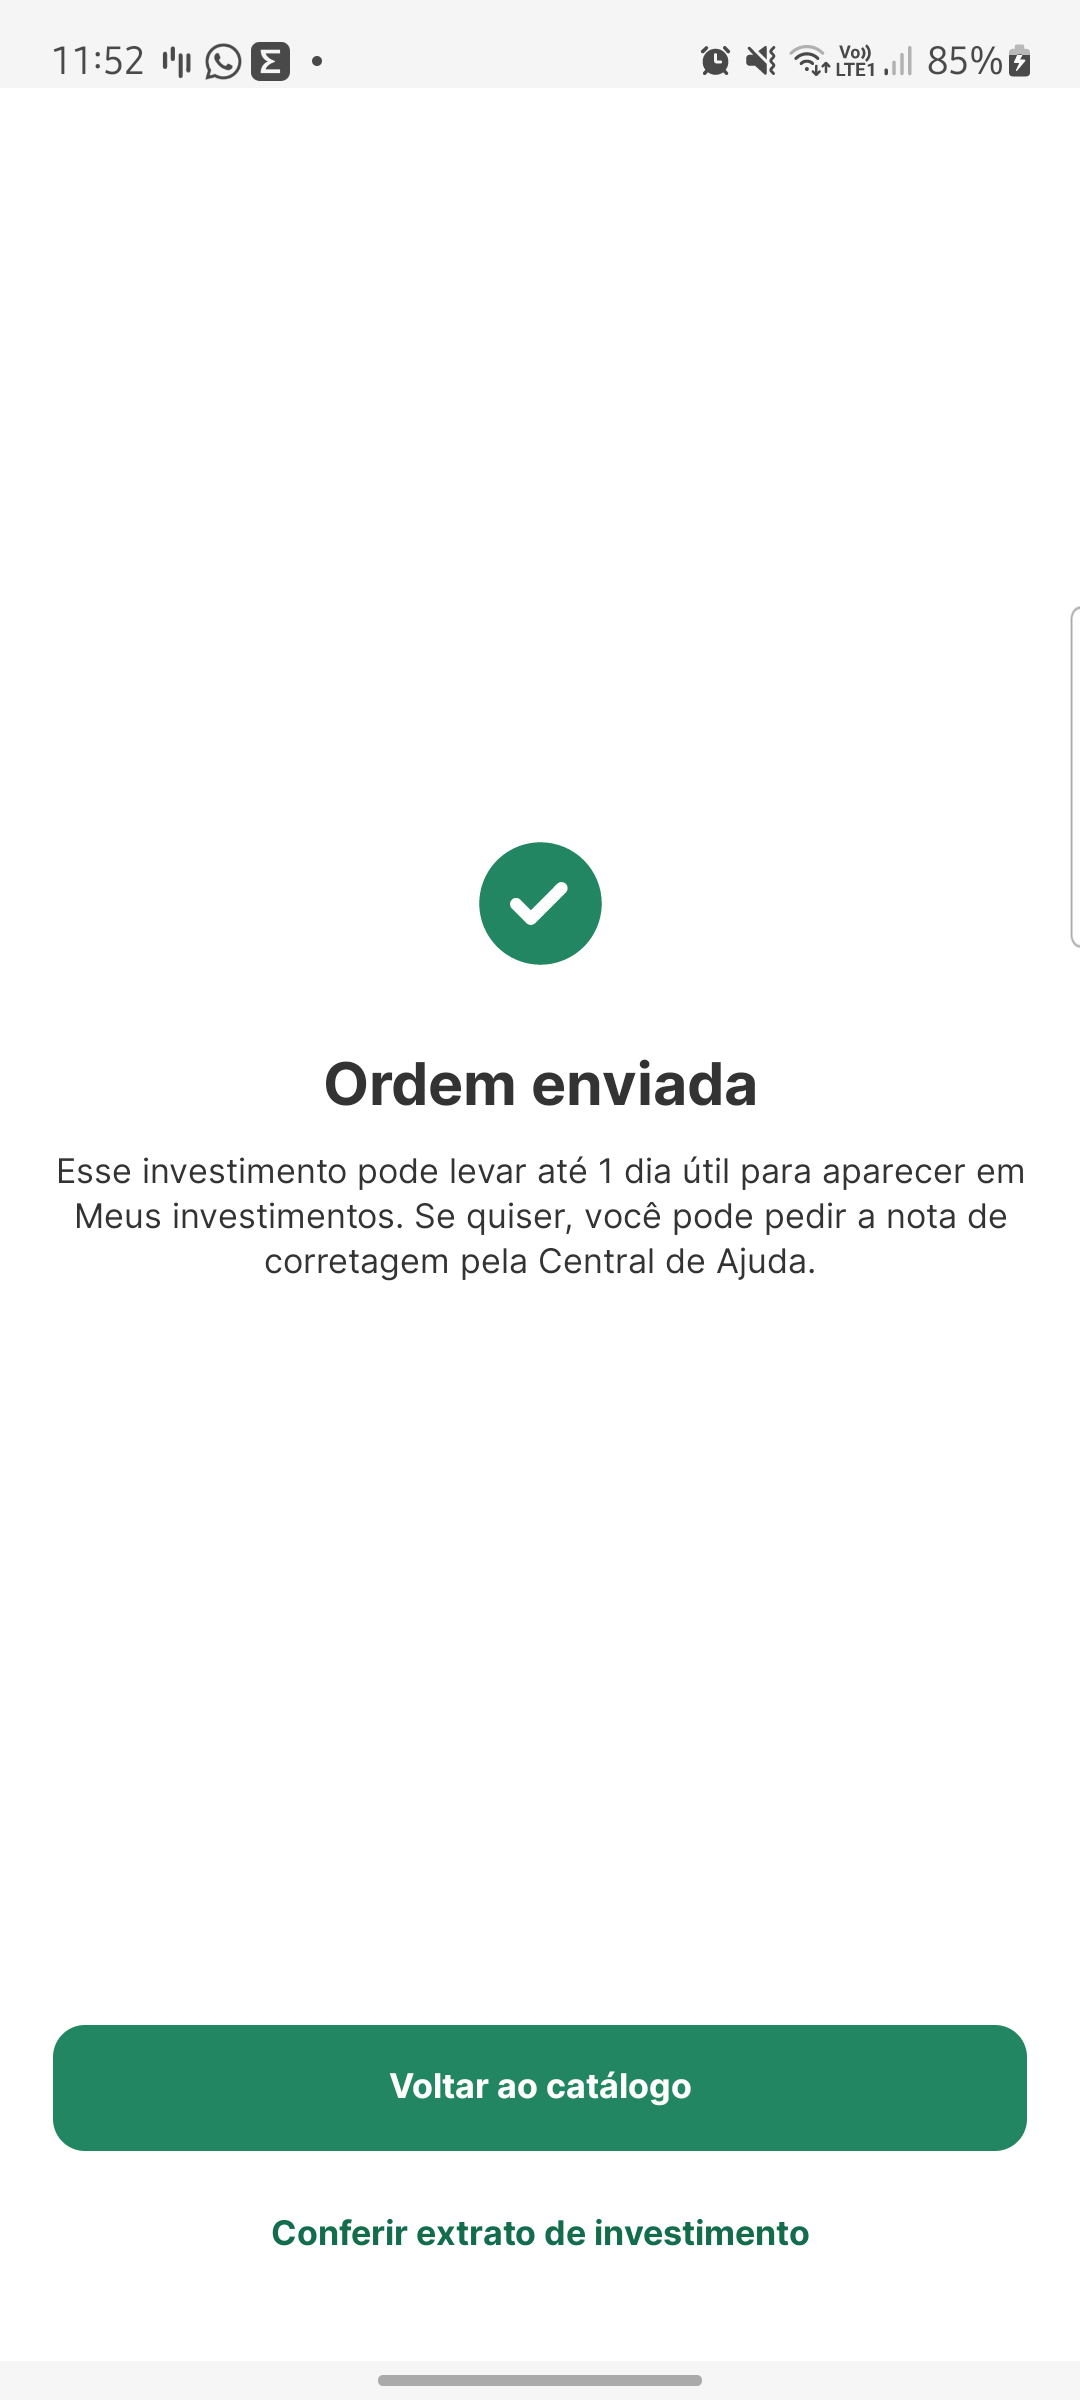 11:52
Vo))
LTE1
85%
Ordem enviada
Esse investimento pode levar até 1 dia útil para aparecer em
Meus investimentos. Se quiser, você pode pedir a nota de
corretagem pela Central de Ajuda.
Voltar ao catálogo
Conferir extrato de investimento